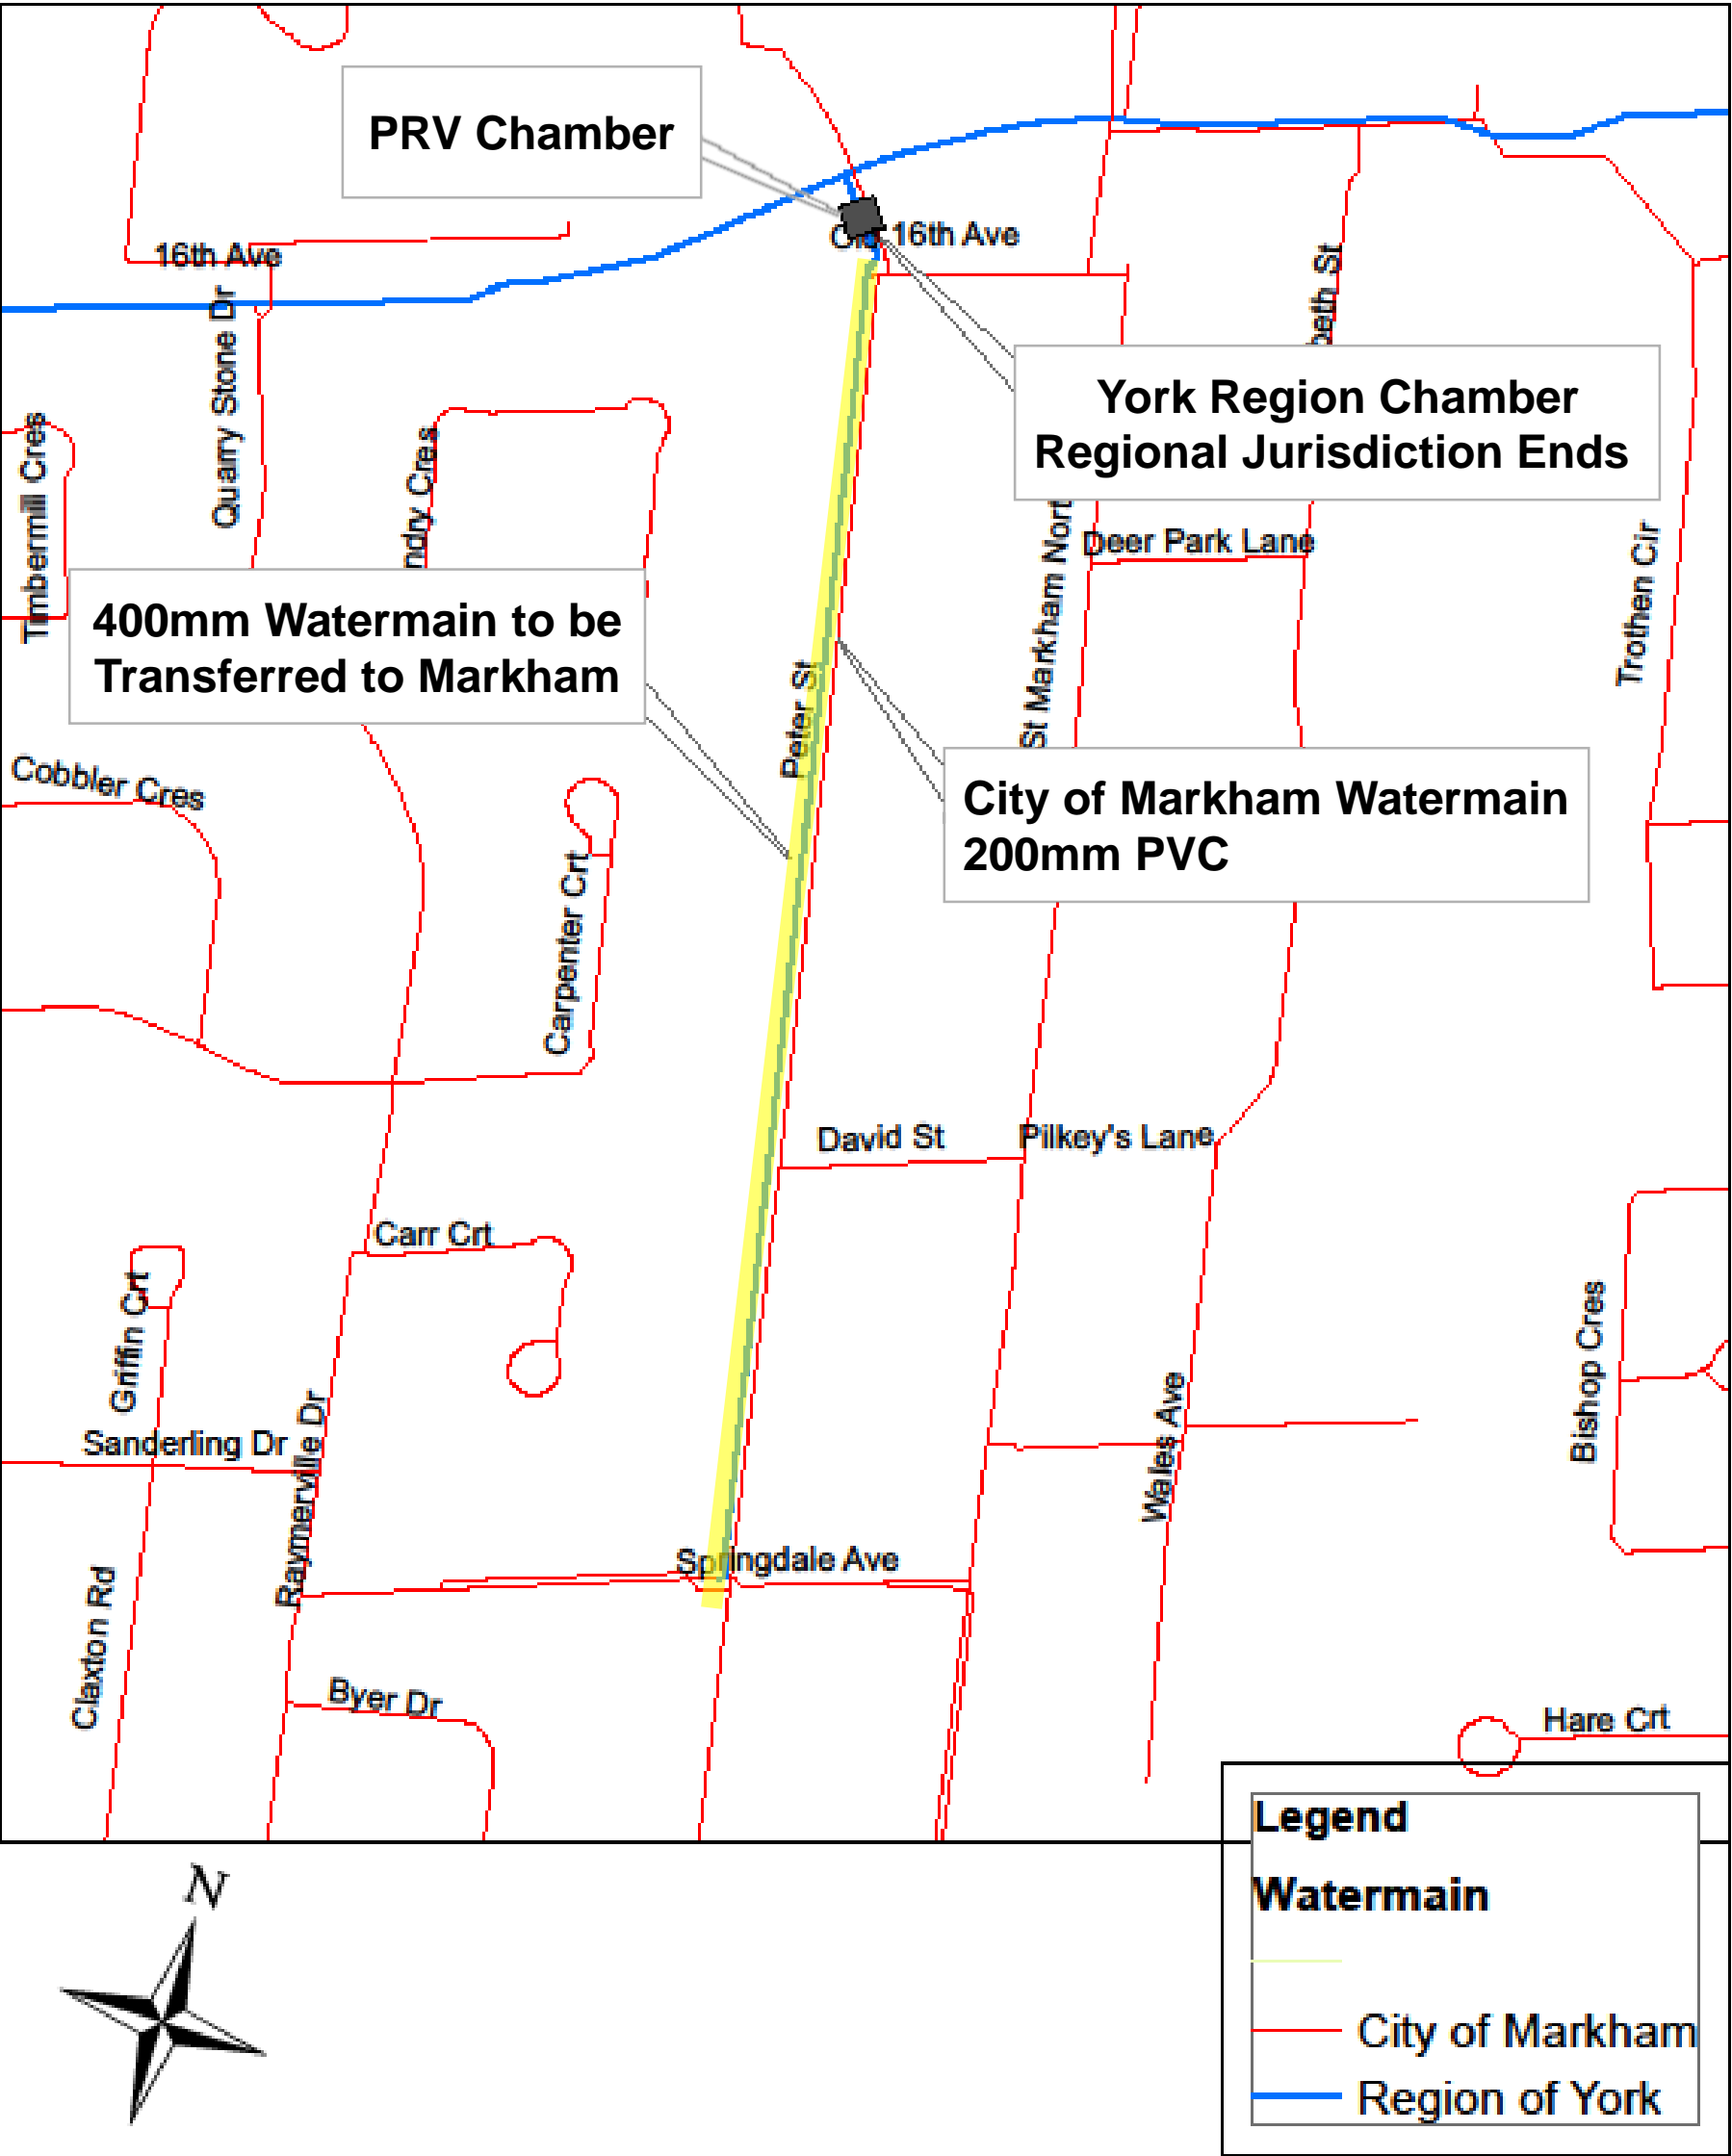 PRV Chamber
16th Ave
16th Ave
Quarry Stone Dr
Timbermill Cres
ndry Cres
beth St
York Region Chamber
Regional Jurisdiction Ends
St Markham Nort
Deer Park Lane
Trothen Cir
400mm Watermain to be
Transferred to Markham
Peter St
City of Markham Watermain
200mm PVC
Cobbler Cres
Carpenter Crt
David St
Pilkey's Lane
Carr Crt
Griffin Crt
Sanderling Dr
Raymerville Dr
Wales Ave
Bishop Cres
Springdale Ave
Claxton Rd
Byer Dr
Hare Crt
Legend
Watermain
City of Markham
Region of York
N